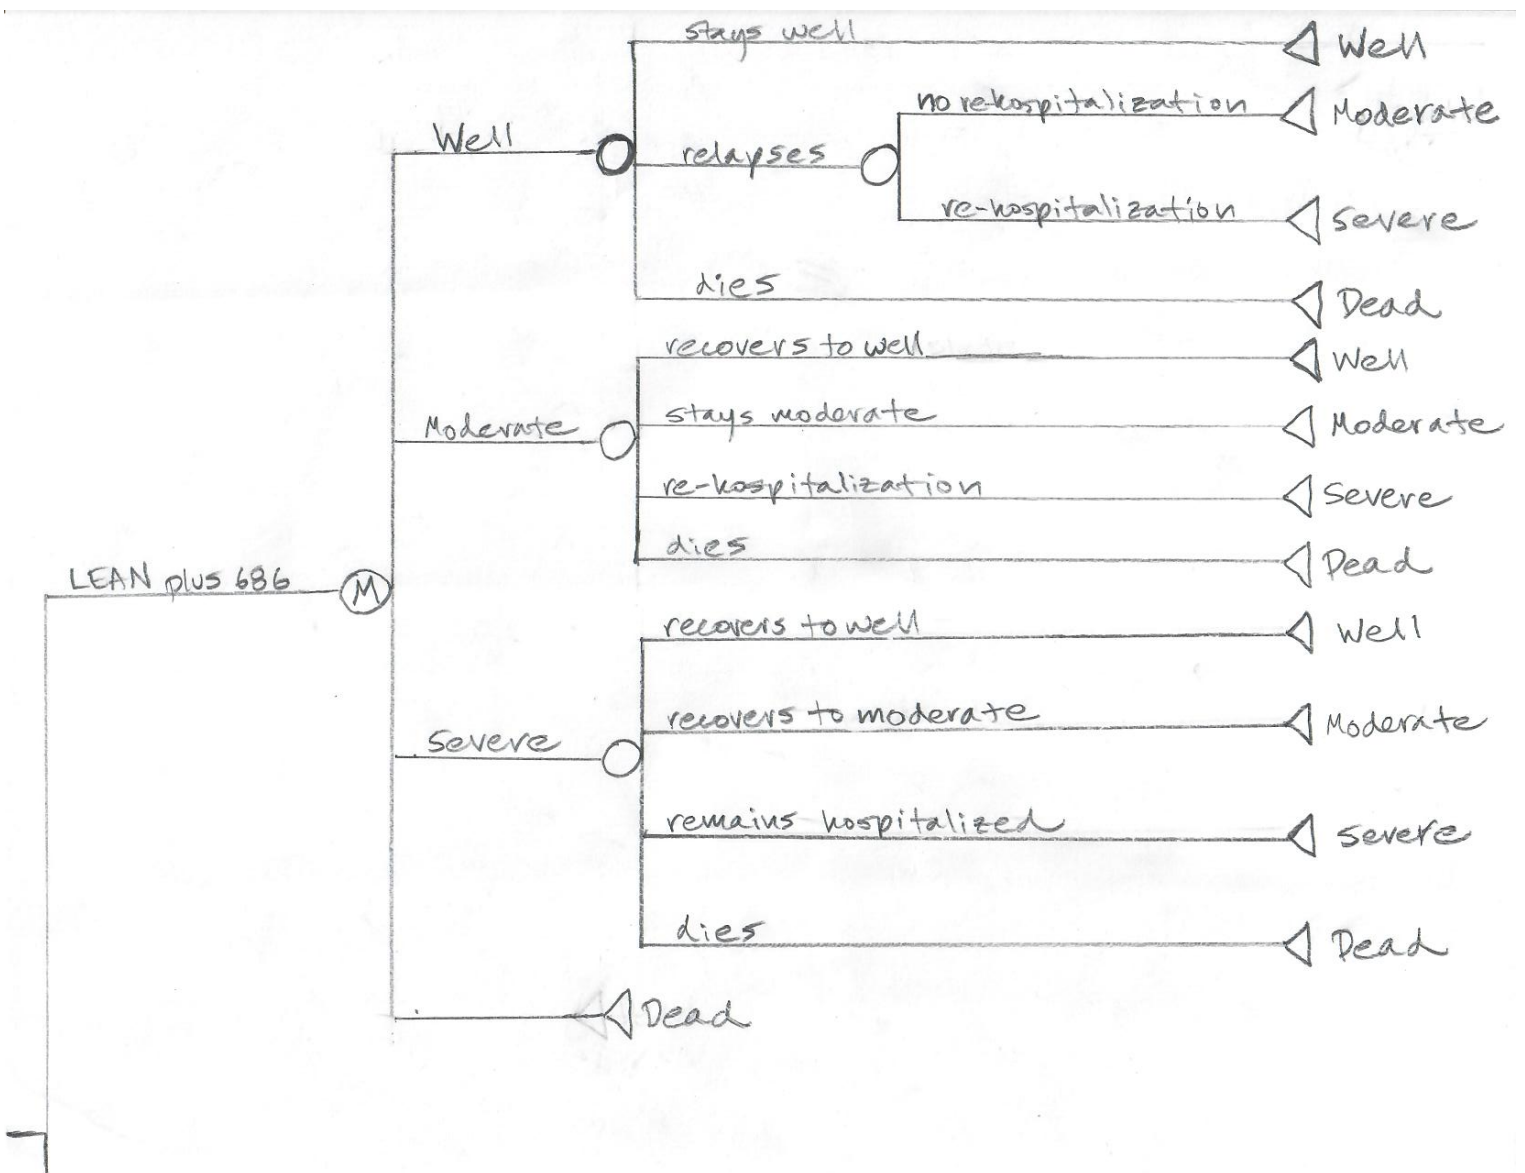 stays well
Well
no rehospitalization
Moderate
Well
relapses
re-hospitalization
Severe
dies
Dead
recovers to well
Well
Moderate
stays moderate
Moderate
re-hospitalization
Severe
dies
Dead
LEAN plus 686
M
recovers to well
Well
recovers to moderate
Moderate
Severe
remains hospitalized
Severe
dies
Dead
Dead